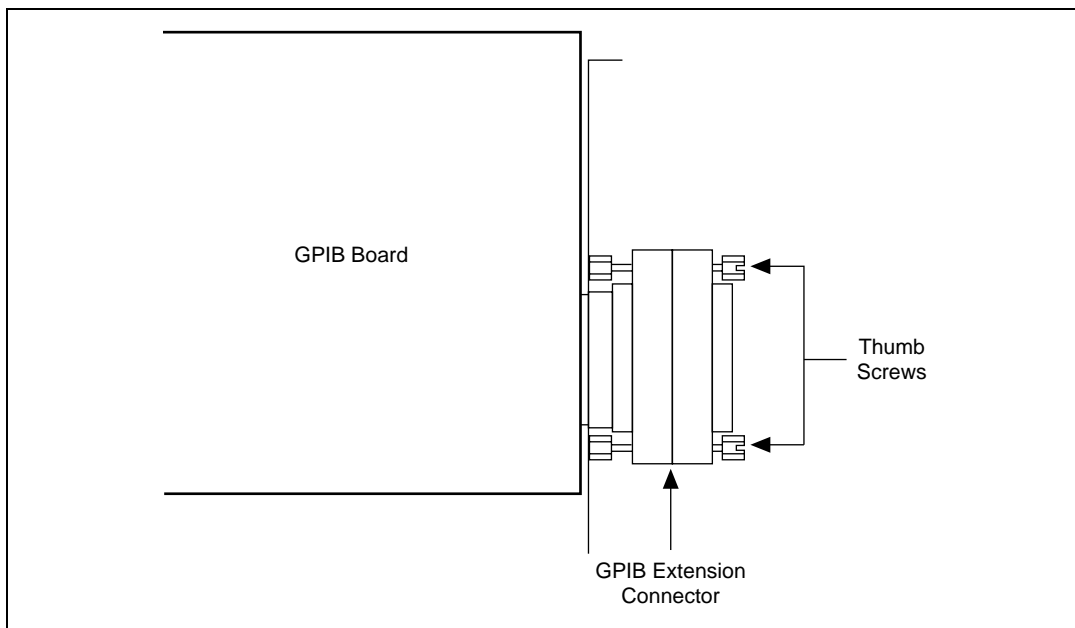 GPIB Board
Thumb
Screws
GPIB Extension
Connector